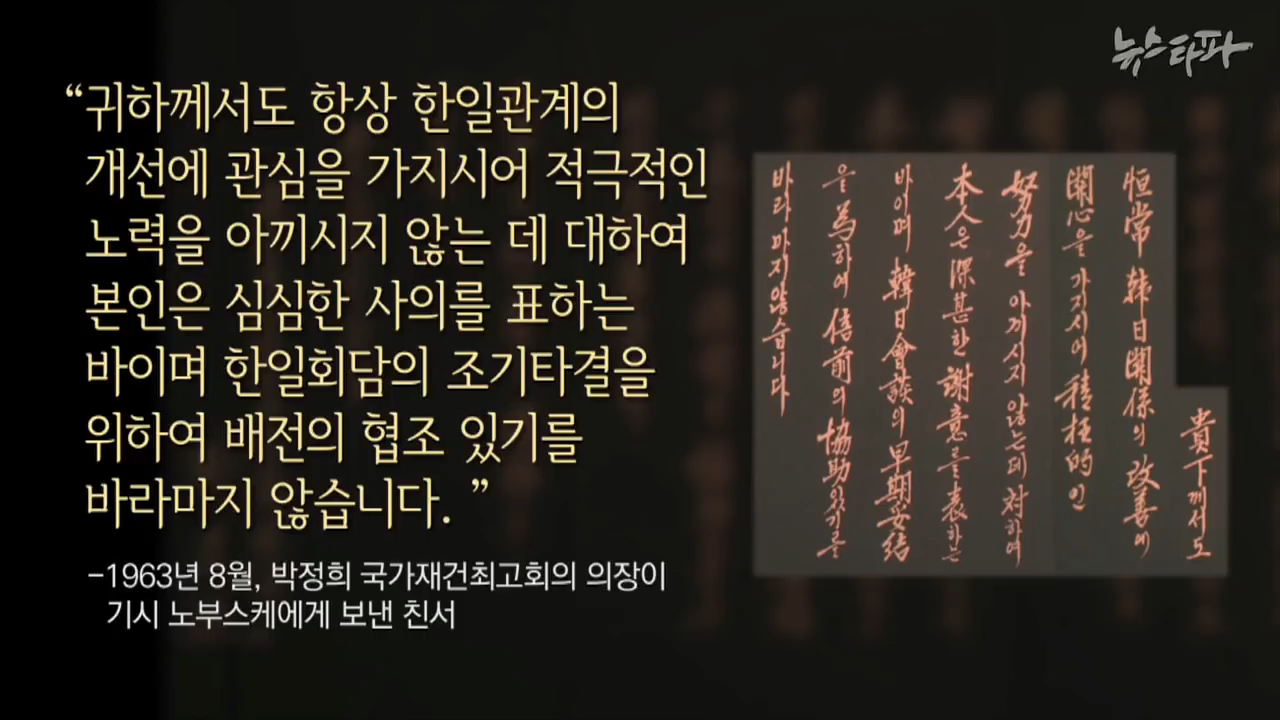 뉴스타파
“귀하께서도 항상 한일관계의
개선에 관심을 가지시어 적극적인
노력을 아끼시지 않는 데 대하여
본인은 심심한 사의를 표하는
바이며 한일회담의 조기타결을
위하여 배전의 협조 있기를
바라마지 않습니다. ”
-1963년 8월, 박정희 국가재건최고회의 의장이
기시 노부스케에게 보낸 친서
貴下께서도
恒常 韓日關係의 改善에
關心을 가지시어 積極的인
努力을 아끼시지 않는데 対하여
本人은 深甚한 謝意를 表하는
바이며 韓日會談의 早期妥結
을 爲하여 倍前의 協助있기를
바라마지않습니다